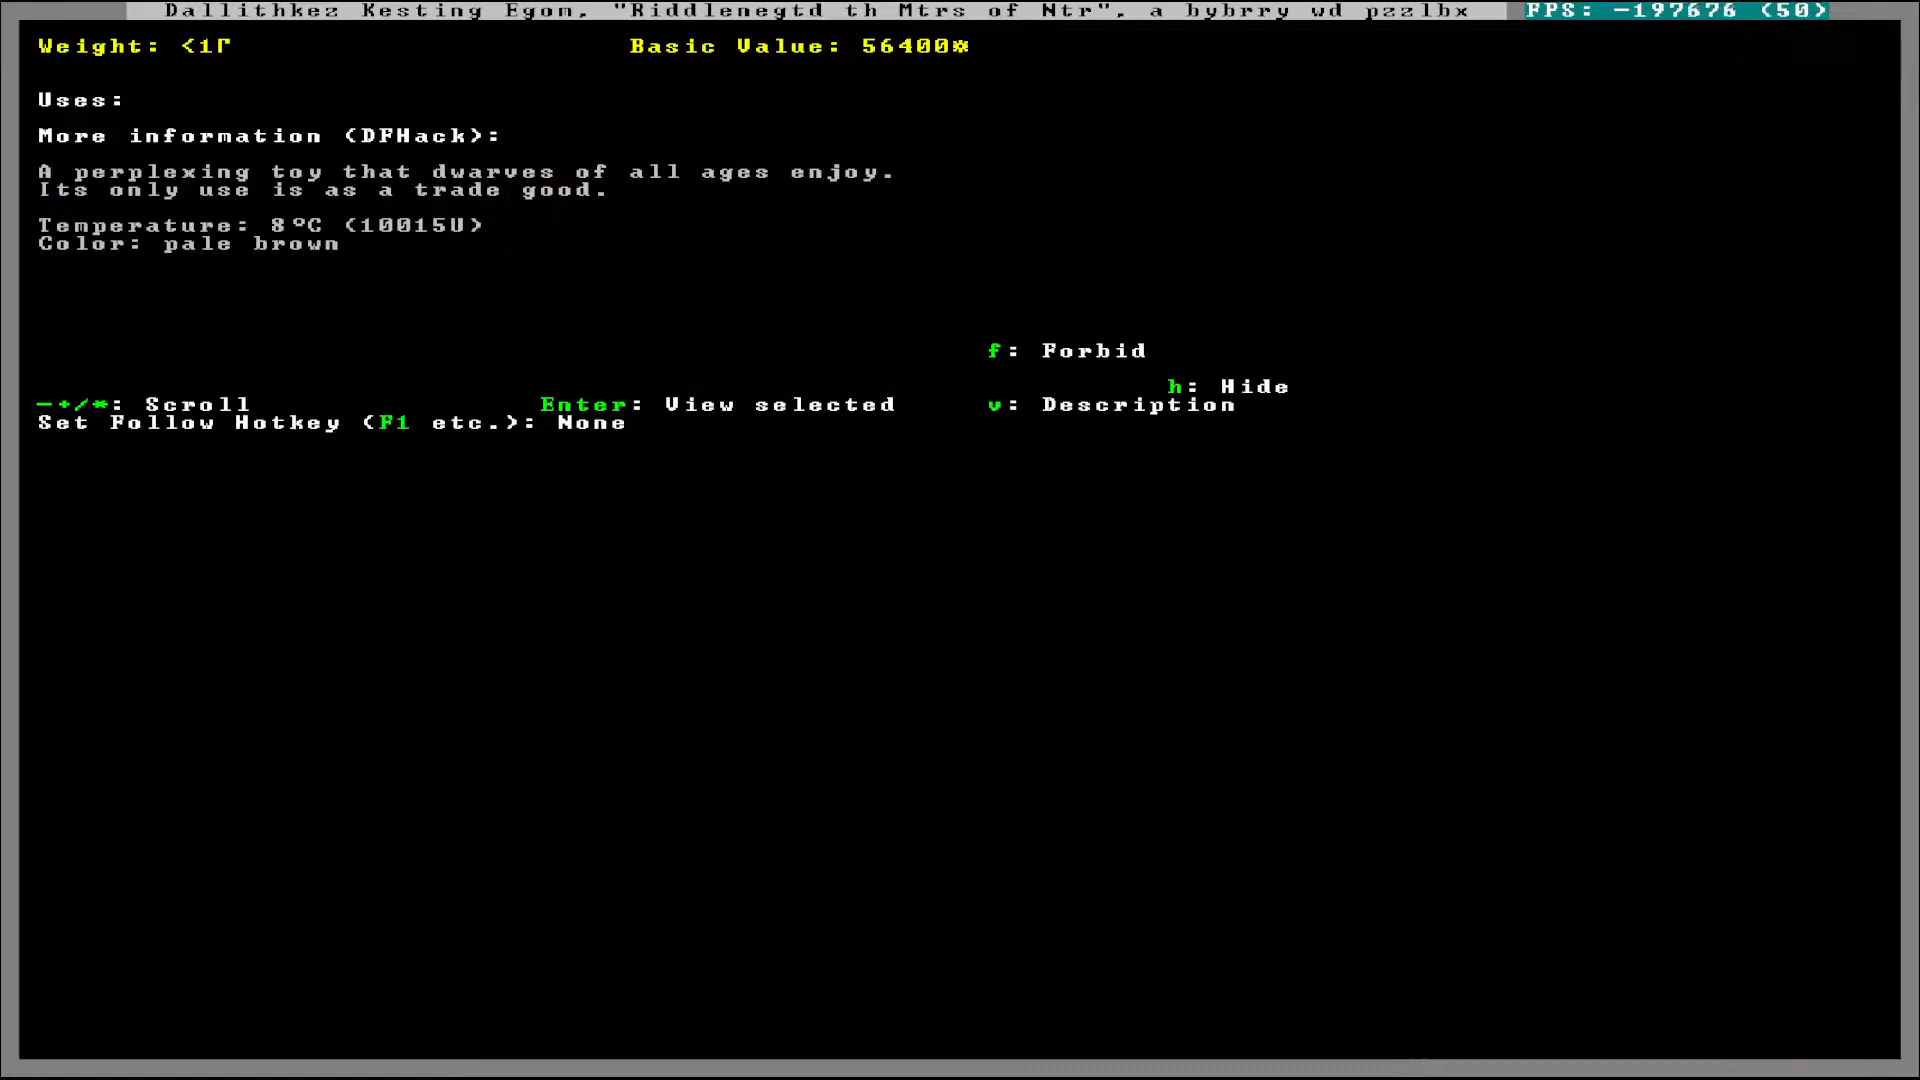 Dallithkez Kesting Egom, "Riddlenegtd th Mtrs of Ntr", a bybrry wd pzzlbx FPS: -197676 (50)
Weight: <1Γ Basic Value: 56400☼
Uses:
More information (DFHack):
A perplexing toy that dwarves of all ages enjoy.
Its only use is as a trade good.
Temperature: 8°C (10015U)
Color: pale brown
f: Forbid
h: Hide
-+/*: Scroll Enter: View selected v: Description
Set Follow Hotkey (F1 etc.): None